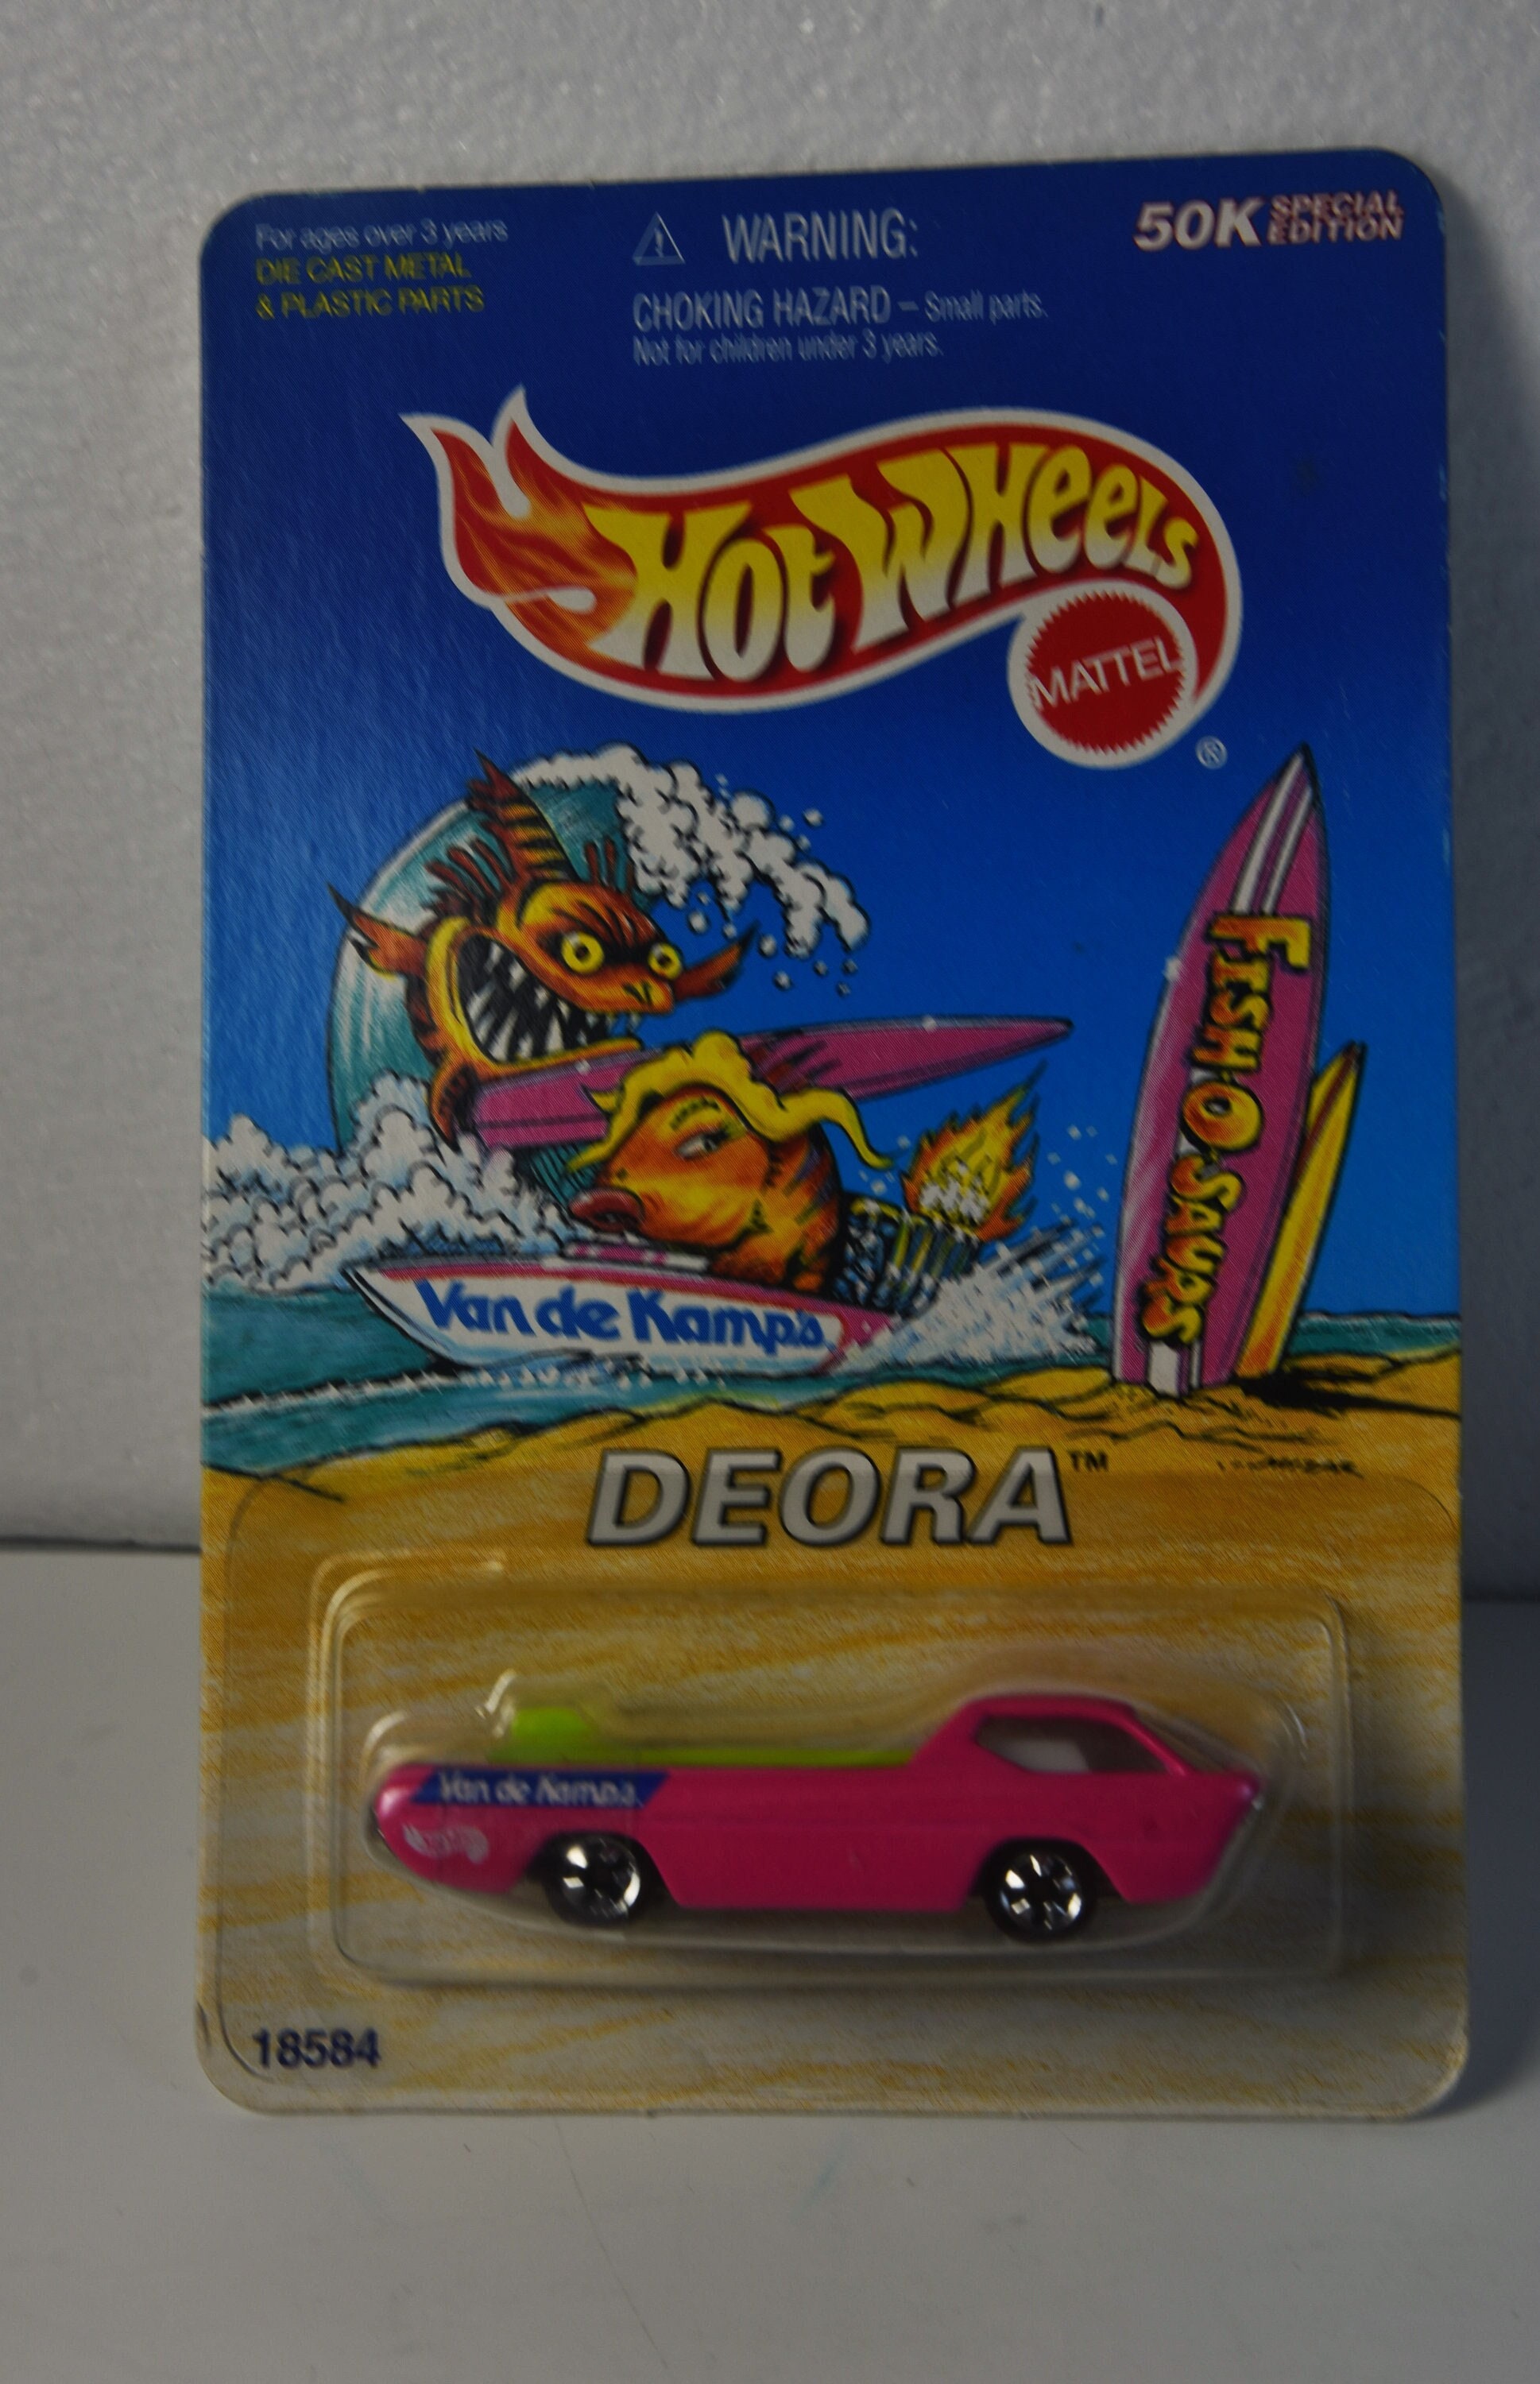 For ages over 3 years
DIE CAST METAL
& PLASTIC PARTS
⚠ WARNING:
CHOKING HAZARD – Small parts.
Not for children under 3 years.
50K SPECIAL
EDITION
Hot Wheels
MATTEL
®
FISH-O-SAURS
Van de Kamp's
DEORA™
Van de Kamp's
18584